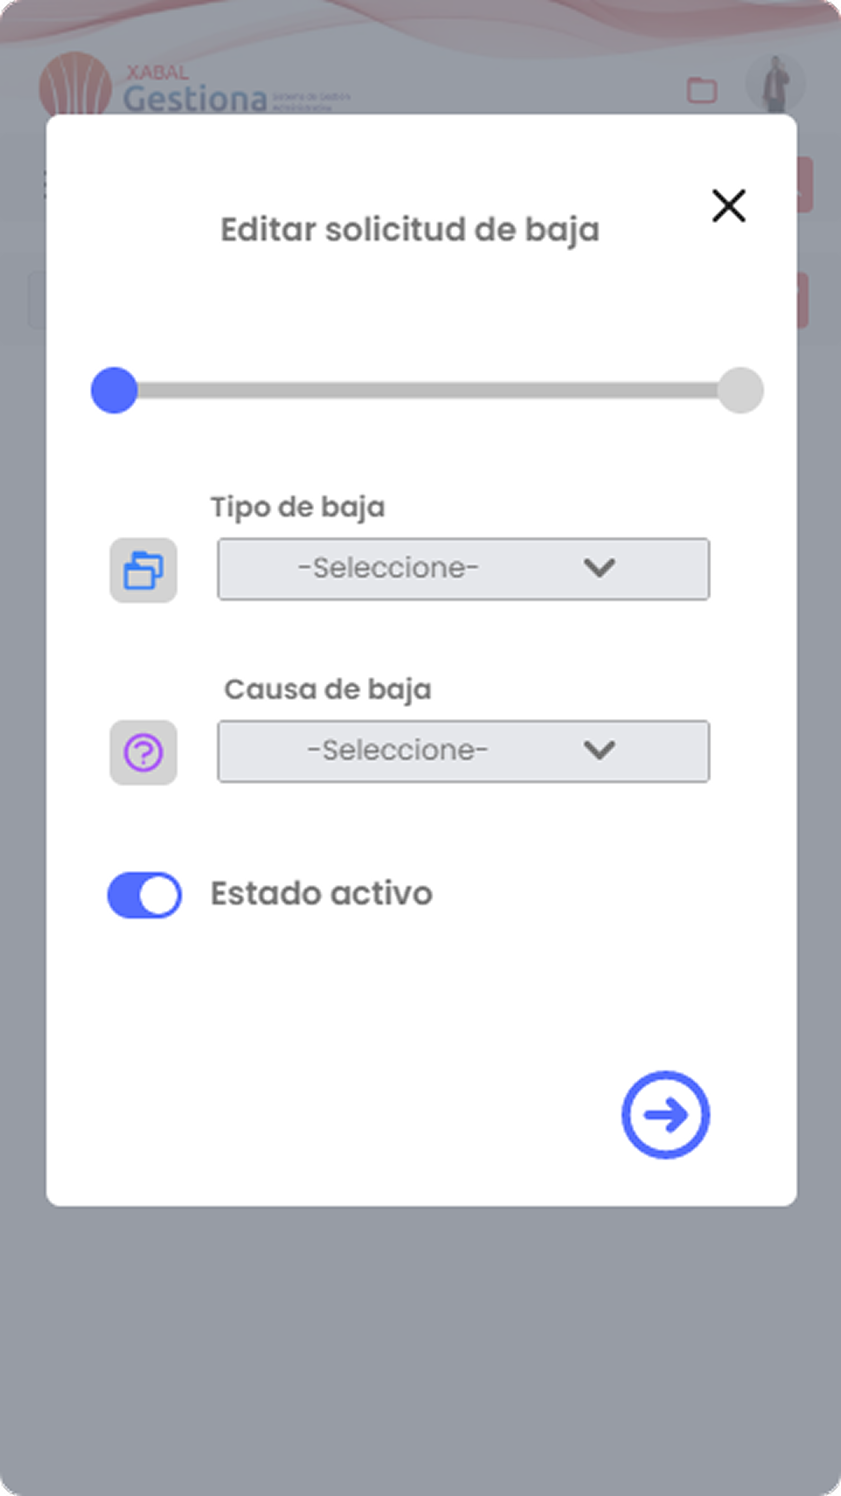 XABAL
Gestiona
Editar solicitud de baja
Tipo de baja
-Seleccione-
Causa de baja
-Seleccione-
Estado activo